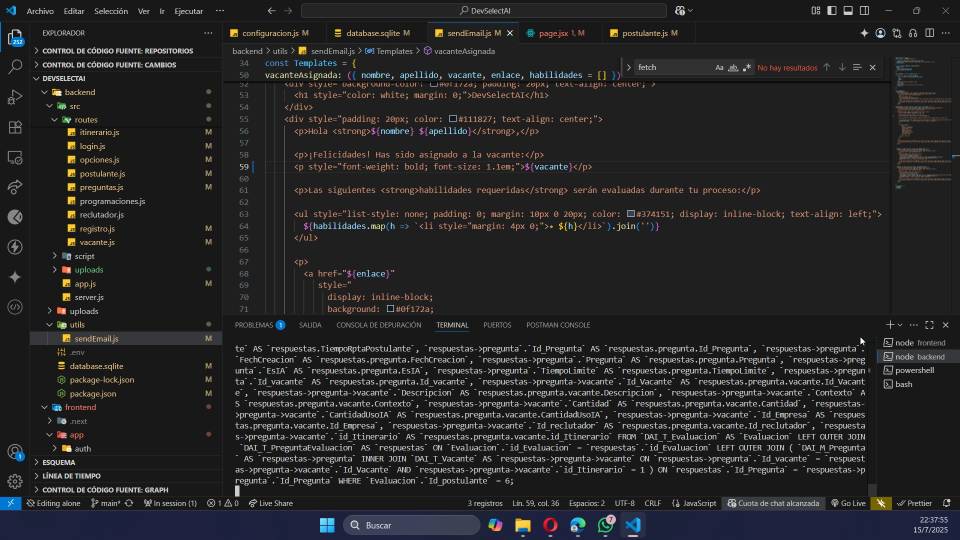 Archivo Editar Selección Ver Ir Ejecutar ··· DevSelectAI
EXPLORADOR ···
configuracion.js M database.sqlite M sendEmail.js M page.jsx 1, M postulante.js M
backend > utils > sendEmail.js > Templates > vacanteAsignada
CONTROL DE CÓDIGO FUENTE: REPOSITORIOS
CONTROL DE CÓDIGO FUENTE: CAMBIOS
DEVSELECTAI
backend
src
routes
itinerario.js M
login.js M
opciones.js M
postulante.js M
preguntas.js M
programaciones.js
reclutador.js M
registro.js M
vacante.js M
script
uploads
app.js M
server.js
uploads
utils
sendEmail.js M
.env
database.sqlite M
package-lock.json M
package.json M
frontend
.next
app
auth
ESQUEMA
LÍNEA DE TIEMPO
CONTROL DE CÓDIGO FUENTE: GRAPH
fetch Aa ab .* No hay resultados
34 const Templates = {
50 vacanteAsignada: ({ nombre, apellido, vacante, enlace, habilidades = [] })
52 <div style="background-color: #0f172a; padding: 20px; text-align: center;">
53 <h1 style="color: white; margin: 0;">DevSelectAI</h1>
54 </div>
55 <div style="padding: 20px; color: #111827; text-align: center;">
56 <p>Hola <strong>${nombre} ${apellido}</strong>,</p>
57
58 <p>¡Felicidades! Has sido asignado a la vacante:</p>
59 <p style="font-weight: bold; font-size: 1.1em;">${vacante}</p>
60
61 <p>Las siguientes <strong>habilidades requeridas</strong> serán evaluadas durante tu proceso:</p>
62
63 <ul style="list-style: none; padding: 0; margin: 10px 0 20px; color: #374151; display: inline-block; text-align: left;">
64 ${habilidades.map(h => `<li style="margin: 4px 0;">• ${h}</li>`).join('')}
65 </ul>
66
67 <p>
68 <a href="${enlace}"
69 style="
70 display: inline-block;
71 background: #0f172a;
PROBLEMAS 1 SALIDA CONSOLA DE DEPURACIÓN TERMINAL PUERTOS POSTMAN CONSOLE
node frontend
node backend
powershell
bash
te` AS `respuestas.TiempoRptaPostulante`, `respuestas->pregunta`.`Id_Pregunta` AS `respuestas.pregunta.Id_Pregunta`, `respuestas->pregunta`.
`FechCreacion` AS `respuestas.pregunta.FechCreacion`, `respuestas->pregunta`.`Pregunta` AS `respuestas.pregunta.Pregunta`, `respuestas->preg
unta`.`EsIA` AS `respuestas.pregunta.EsIA`, `respuestas->pregunta`.`TiempoLimite` AS `respuestas.pregunta.TiempoLimite`, `respuestas->pregun
ta->vacante`.`Id_Vacante` AS `respuestas.pregunta.vacante.Id_Vacant
e`, `respuestas->pregunta->vacante`.`Descripcion` AS `respuestas.pregunta.vacante.Descripcion`, `respuestas->pregunta->vacante`.`Contexto` A
S `respuestas.pregunta.vacante.Contexto`, `respuestas->pregunta->vacante`.`Cantidad` AS `respuestas.pregunta.vacante.Cantidad`, `respuestas-
>pregunta->vacante`.`CantidadUsoIA` AS `respuestas.pregunta.vacante.CantidadUsoIA`, `respuestas->pregunta->vacante`.`Id_Empresa` AS `respues
tas.pregunta.vacante.Id_Empresa`, `respuestas->pregunta->vacante`.`Id_reclutador` AS `respuestas.pregunta.vacante.Id_reclutador`, `respuesta
s->pregunta->vacante`.`id_Itinerario` AS `respuestas.pregunta.vacante.id_Itinerario` FROM `DAI_T_Evaluacion` AS `Evaluacion` LEFT OUTER JOIN
`DAI_T_PreguntaEvaluacion` AS `respuestas` ON `Evaluacion`.`id_Evaluacion` = `respuestas`.`id_Evaluacion` LEFT OUTER JOIN ( `DAI_M_Pregunta
` AS `respuestas->pregunta` INNER JOIN `DAI_T_Vacante` AS `respuestas->pregunta->vacante` ON `respuestas->pregunta`.`Id_vacante` = `respuest
as->pregunta->vacante`.`Id_Vacante` AND `respuestas->pregunta->vacante`.`id_Itinerario` = 1 ) ON `respuestas`.`Id_Pregunta` = `respuestas->p
regunta`.`Id_Pregunta` WHERE `Evaluacion`.`Id_postulante` = 6;
Editing alone main* In session (1) 1 0 Live Share 3 registros Lín. 59, col. 36 Espacios: 2 UTF-8 CRLF JavaScript Cuota de chat alcanzada Go Live Prettier
Buscar
22:37:55
15/7/2025